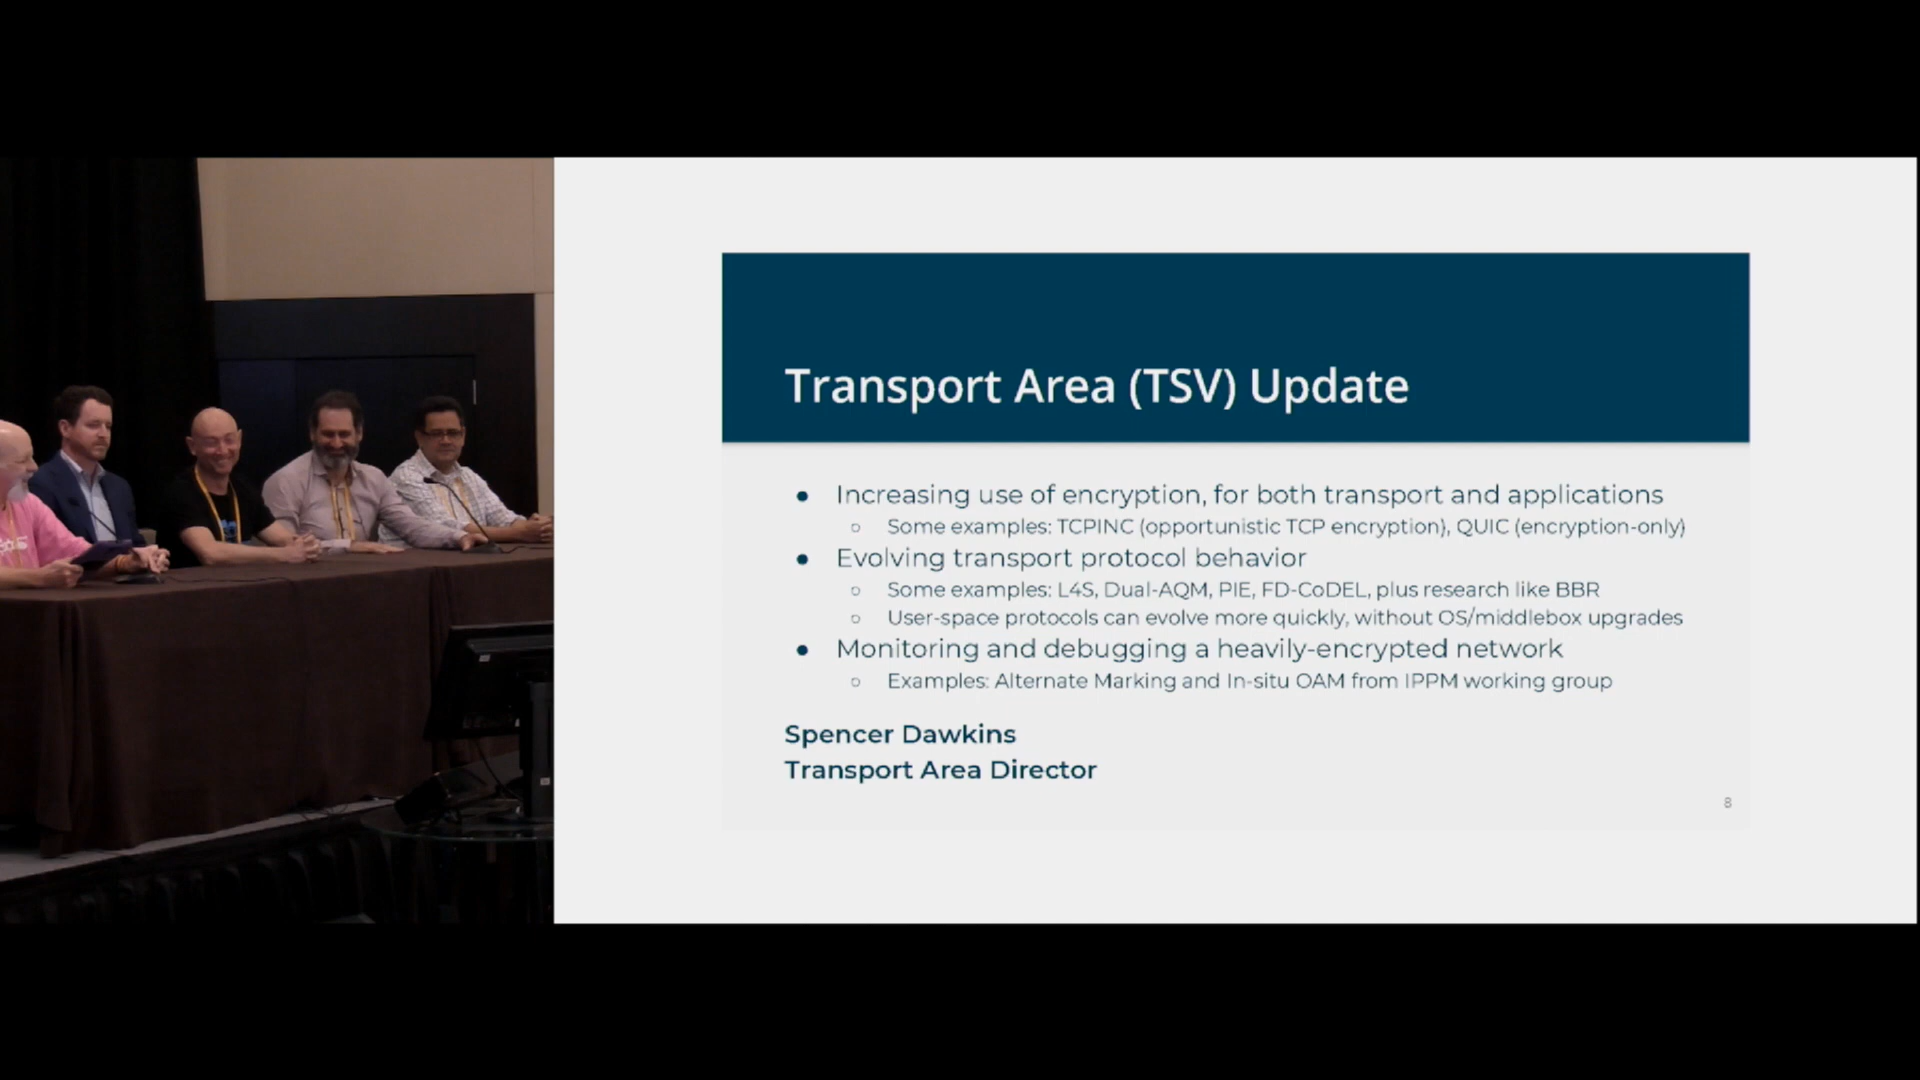 Transport Area (TSV) Update
● Increasing use of encryption, for both transport and applications
○ Some examples: TCPINC (opportunistic TCP encryption), QUIC (encryption-only)
● Evolving transport protocol behavior
○ Some examples: L4S, Dual-AQM, PIE, FD-CoDEL, plus research like BBR
○ User-space protocols can evolve more quickly, without OS/middlebox upgrades
● Monitoring and debugging a heavily-encrypted network
○ Examples: Alternate Marking and In-situ OAM from IPPM working group
Spencer Dawkins
Transport Area Director
8